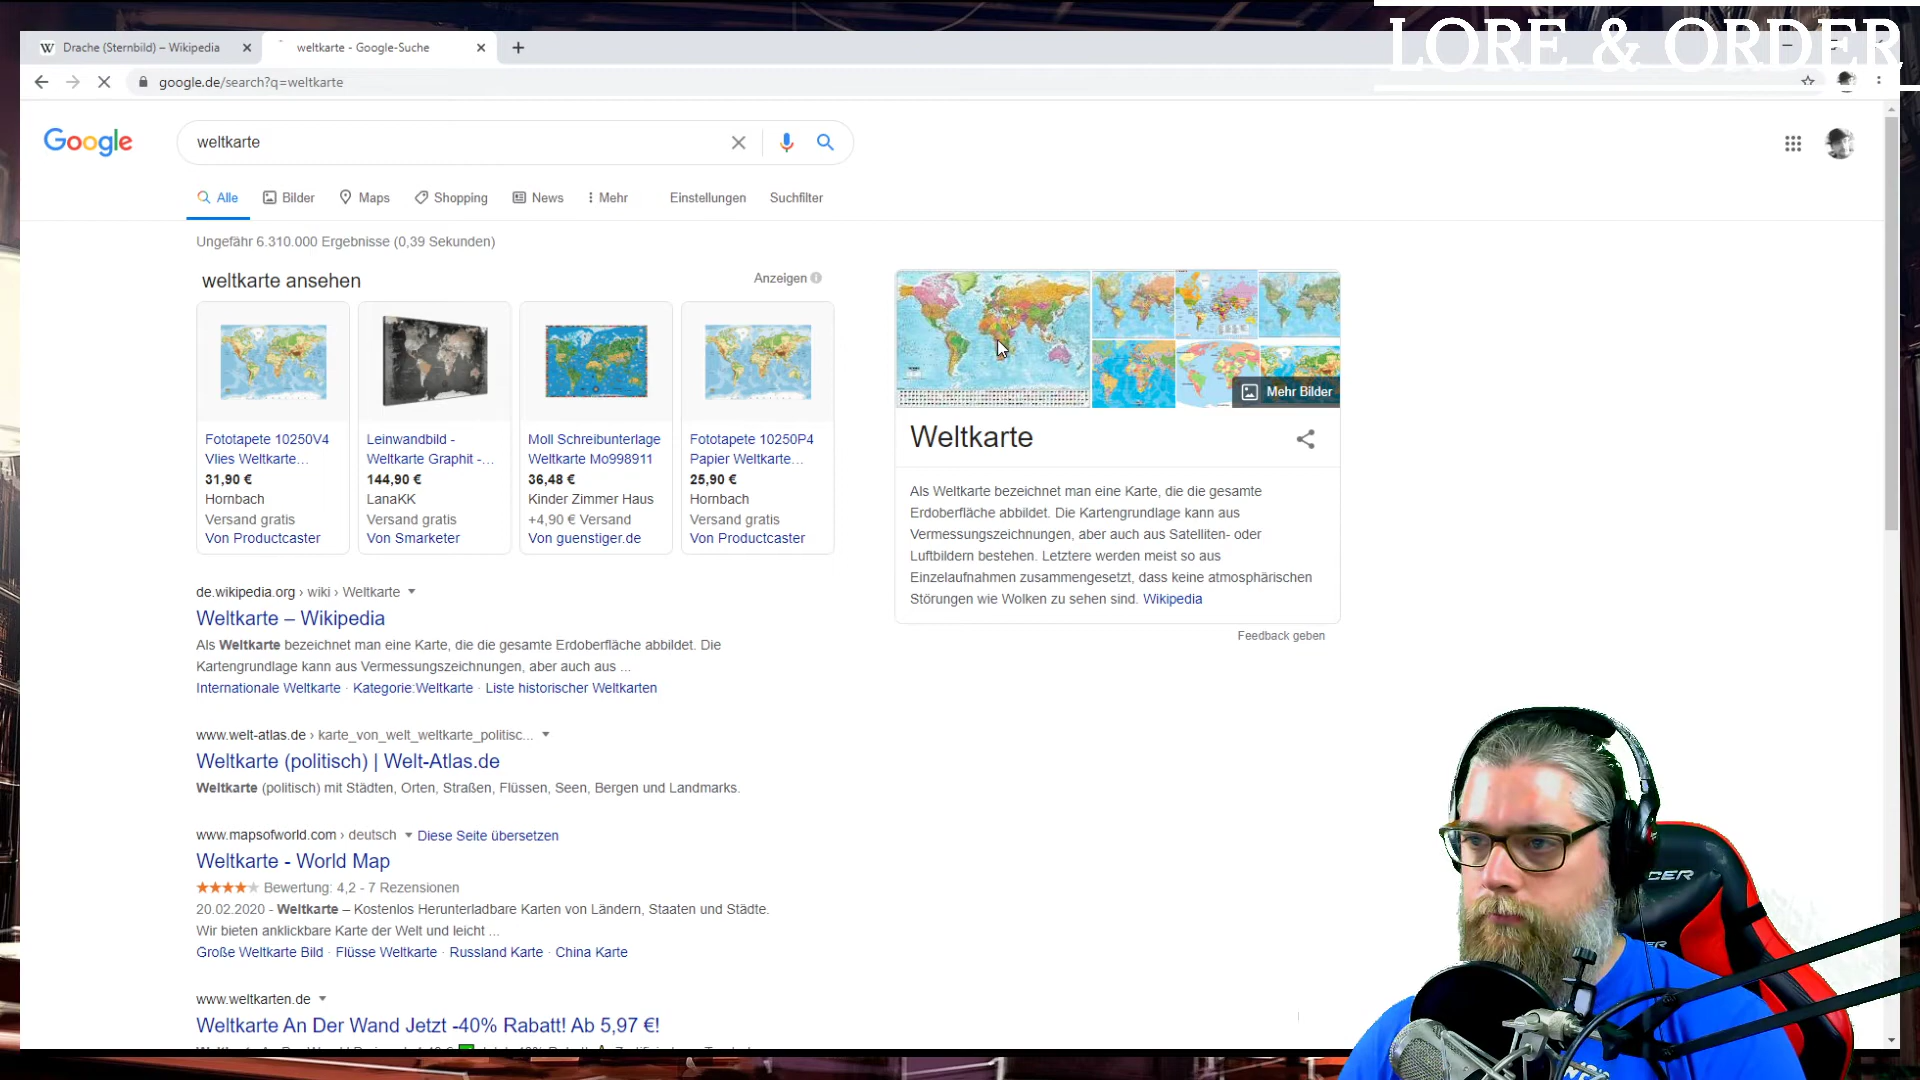 LORE & ORDER
Drache (Sternbild) – Wikipedia
weltkarte - Google-Suche
google.de/search?q=weltkarte
Google
weltkarte
Alle
Bilder
Maps
Shopping
News
Mehr
Einstellungen
Suchfilter
Ungefähr 6.310.000 Ergebnisse (0,39 Sekunden)
weltkarte ansehen
Anzeigen
Fototapete 10250V4
Vlies Weltkarte...
31,90 €
Hornbach
Versand gratis
Von Productcaster
Leinwandbild -
Weltkarte Graphit -...
144,90 €
LanaKK
Versand gratis
Von Smarketer
Moll Schreibunterlage
Weltkarte Mo998911
36,48 €
Kinder Zimmer Haus
+4,90 € Versand
Von guenstiger.de
Fototapete 10250P4
Papier Weltkarte...
25,90 €
Hornbach
Versand gratis
Von Productcaster
de.wikipedia.org › wiki › Weltkarte
Weltkarte – Wikipedia
Als Weltkarte bezeichnet man eine Karte, die die gesamte Erdoberfläche abbildet. Die
Kartengrundlage kann aus Vermessungszeichnungen, aber auch aus ...
Internationale Weltkarte · Kategorie:Weltkarte · Liste historischer Weltkarten
www.welt-atlas.de › karte_von_welt_weltkarte_politisc...
Weltkarte (politisch) | Welt-Atlas.de
Weltkarte (politisch) mit Städten, Orten, Straßen, Flüssen, Seen, Bergen und Landmarks.
www.mapsofworld.com › deutsch Diese Seite übersetzen
Weltkarte - World Map
Bewertung: 4,2 - 7 Rezensionen
20.02.2020 - Weltkarte – Kostenlos Herunterladbare Karten von Ländern, Staaten und Städte.
Wir bieten anklickbare Karte der Welt und leicht ...
Große Weltkarte Bild · Flüsse Weltkarte · Russland Karte · China Karte
www.weltkarten.de
Weltkarte An Der Wand Jetzt -40% Rabatt! Ab 5,97 €!
Mehr Bilder
Weltkarte
Als Weltkarte bezeichnet man eine Karte, die die gesamte
Erdoberfläche abbildet. Die Kartengrundlage kann aus
Vermessungszeichnungen, aber auch aus Satelliten- oder
Luftbildern bestehen. Letztere werden meist so aus
Einzelaufnahmen zusammengesetzt, dass keine atmosphärischen
Störungen wie Wolken zu sehen sind. Wikipedia
Feedback geben